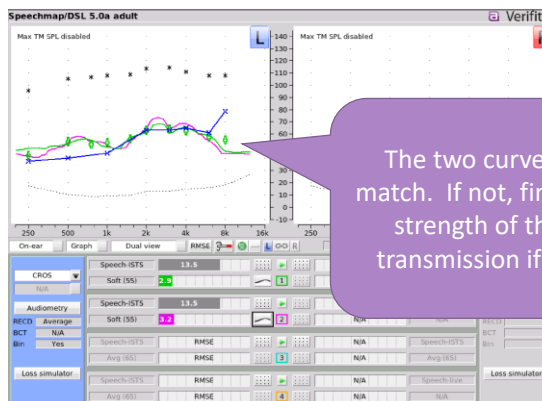 Speechmap/DSL 5.0a adult
Verifit
Max TM SPL disabled
L
Max TM SPL disabled
140
130
120
110
100
90
80
70
60
30
20
10
0
-10
The two curve
match. If not, fin
strength of th
transmission if
250 500 1k 2k 4k 8k 16k
250 500
On-ear Graph Dual view RMSE L R
CROS
N/A
Audiometry
RECD Average
BCT N/A
Bin Yes
Loss simulator
Speech-ISTS 13.5
Soft (55) 2.9 1
Speech-ISTS 13.5
Soft (55) 3.2 2 N/A N/A
Speech-ISTS RMSE N/A Speech-ISTS
Avg (65) 3 Avg (65)
Speech-ISTS RMSE N/A Speech-live
Avg (65) 4 N/A
RECD
BCT
Bin
Loss simulator